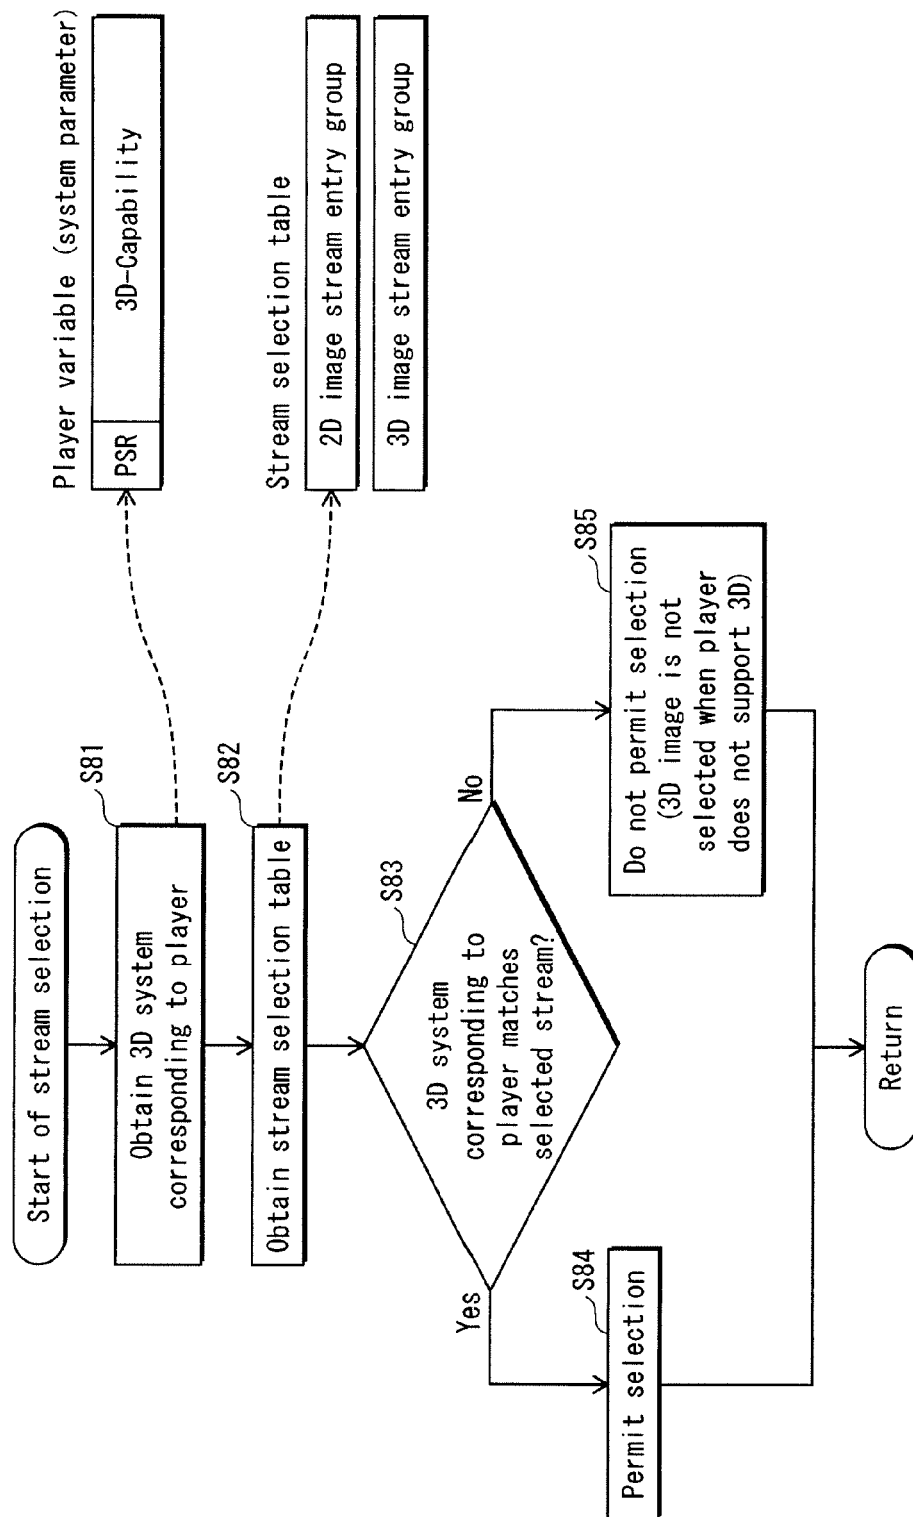 Start of stream selection
S81
Obtain 3D system
corresponding to player
Player variable (system parameter)
PSR
3D-Capability
S82
Obtain stream selection table
Stream selection table
2D image stream entry group
3D image stream entry group
S83
3D system
corresponding to
player matches
selected stream?
Yes
No
S84
Permit selection
S85
Do not permit selection
(3D image is not
selected when player
does not support 3D)
Return